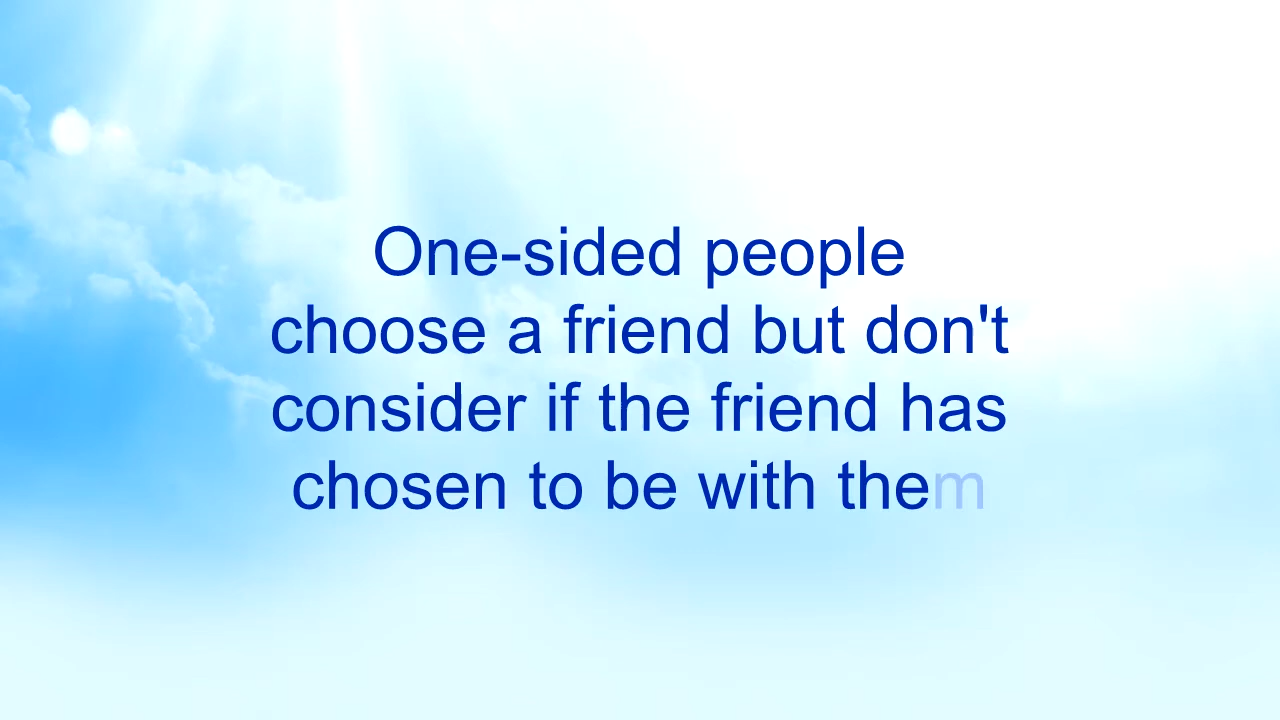 One-sided people
choose a friend but don't
consider if the friend has
chosen to be with them